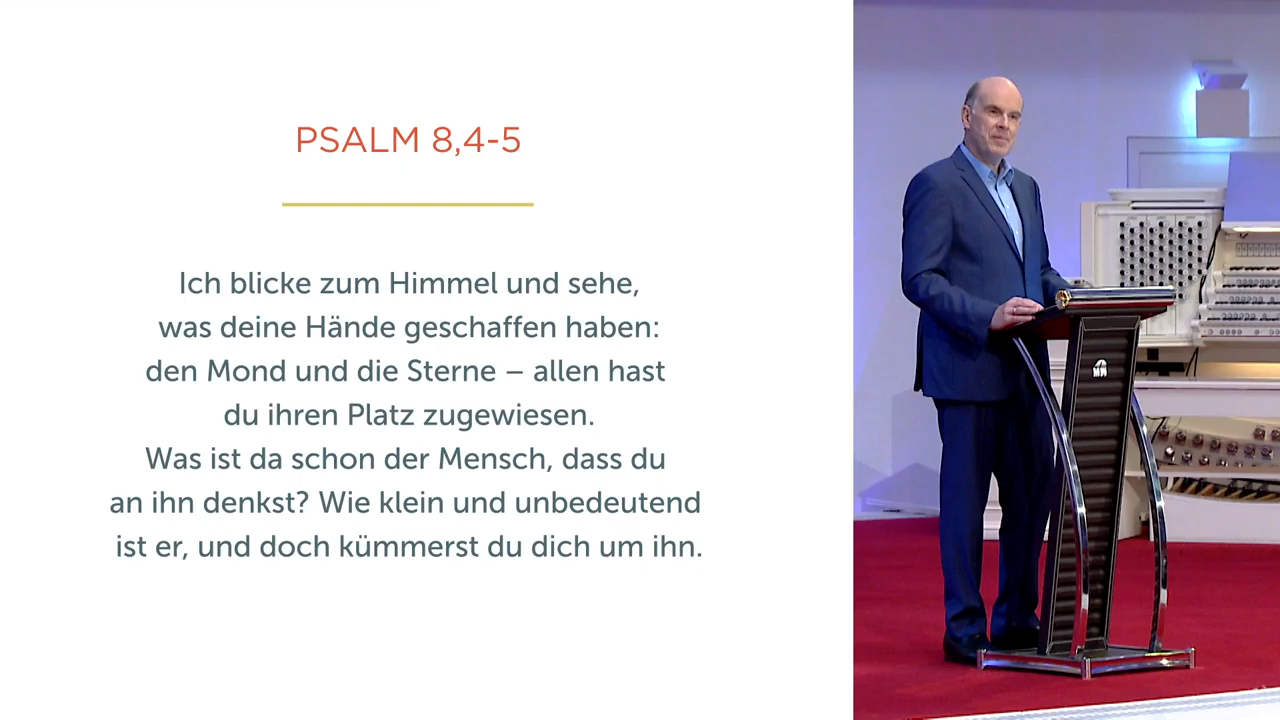 PSALM 8,4-5
Ich blicke zum Himmel und sehe,
was deine Hände geschaffen haben:
den Mond und die Sterne – allen hast
du ihren Platz zugewiesen.
Was ist da schon der Mensch, dass du
an ihn denkst? Wie klein und unbedeutend
ist er, und doch kümmerst du dich um ihn.